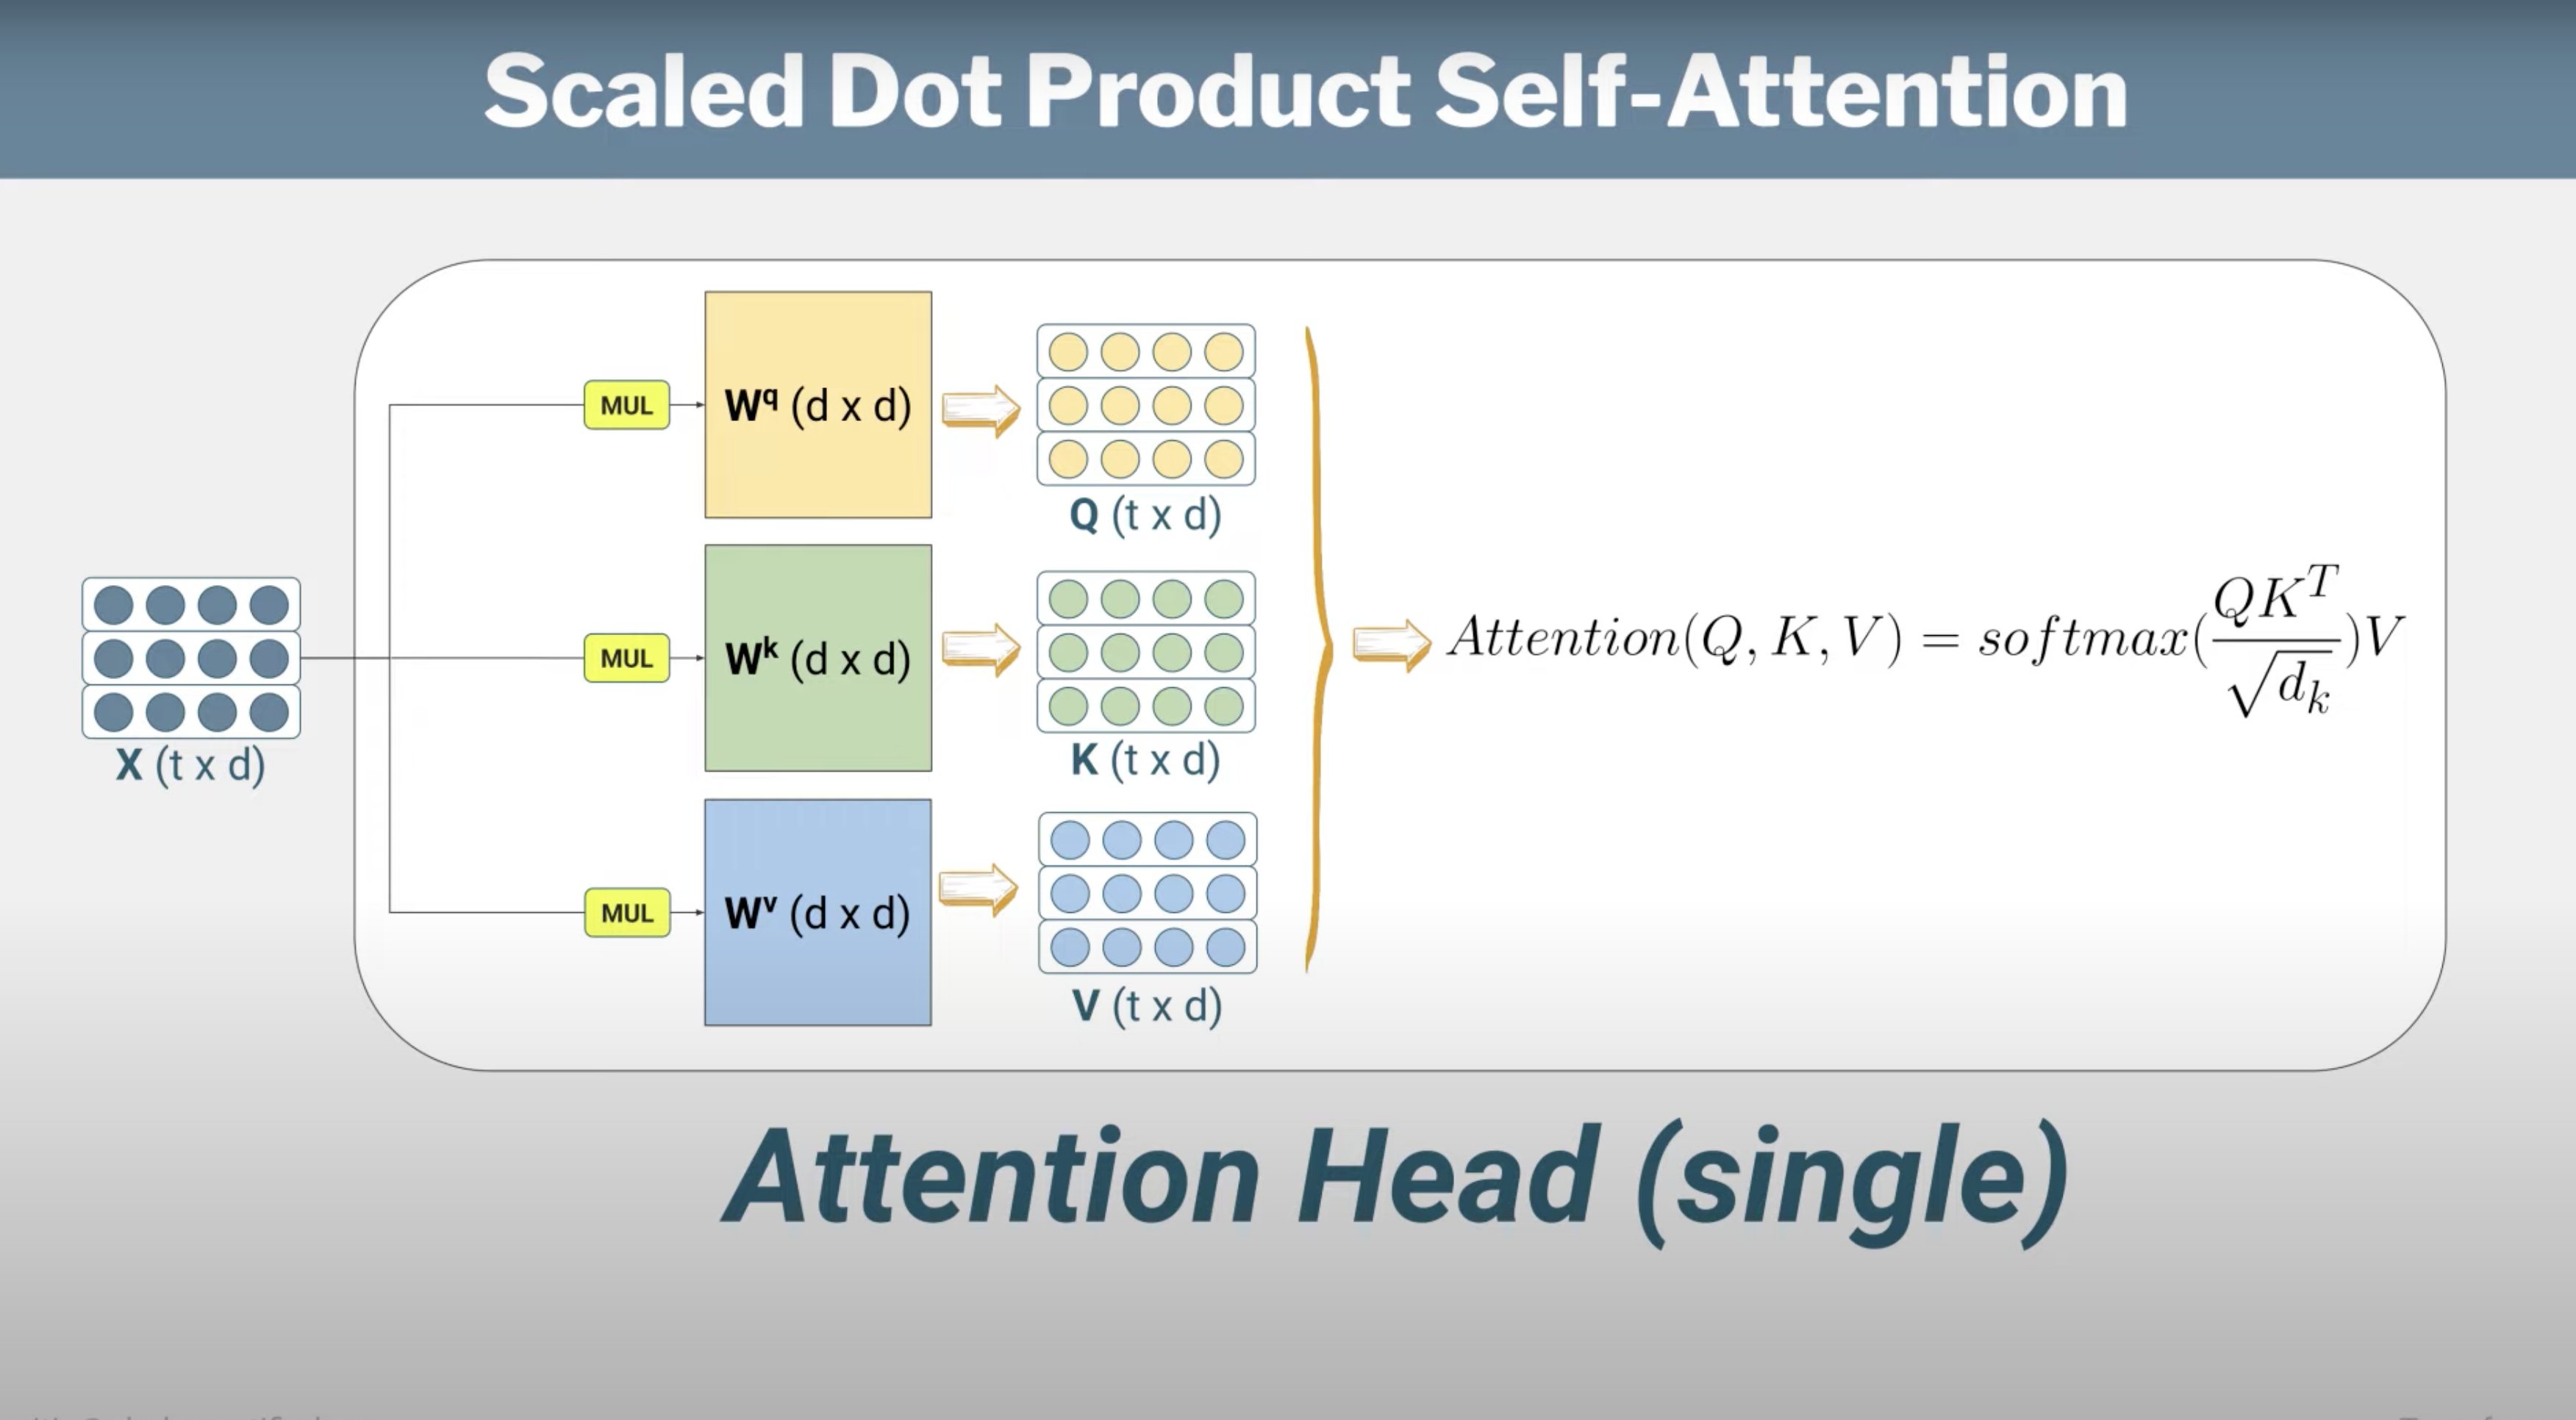 Scaled Dot Product Self-Attention
MUL
W^q (d x d)
Q (t x d)
X (t x d)
MUL
W^k (d x d)
K (t x d)
Attention(Q, K, V) = softmax(\frac{QK^T}{\sqrt{d_k}})V
MUL
W^v (d x d)
V (t x d)
Attention Head (single)